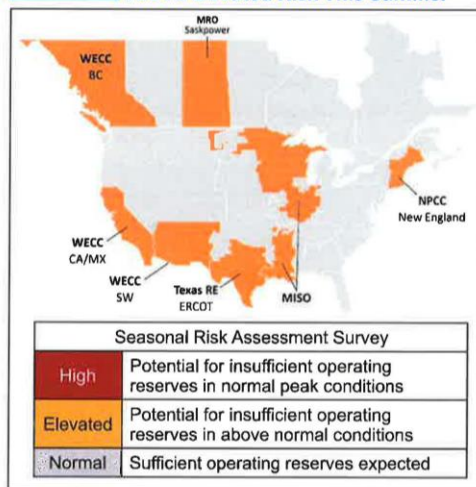 MRO
Saskpower
WECC
BC
NPCC
New England
WECC
CA/MX
WECC
SW
Texas RE
ERCOT
MISO
Seasonal Risk Assessment Survey
High
Potential for insufficient operating
reserves in normal peak conditions
Elevated
Potential for insufficient operating
reserves in above normal conditions
Normal
Sufficient operating reserves expected